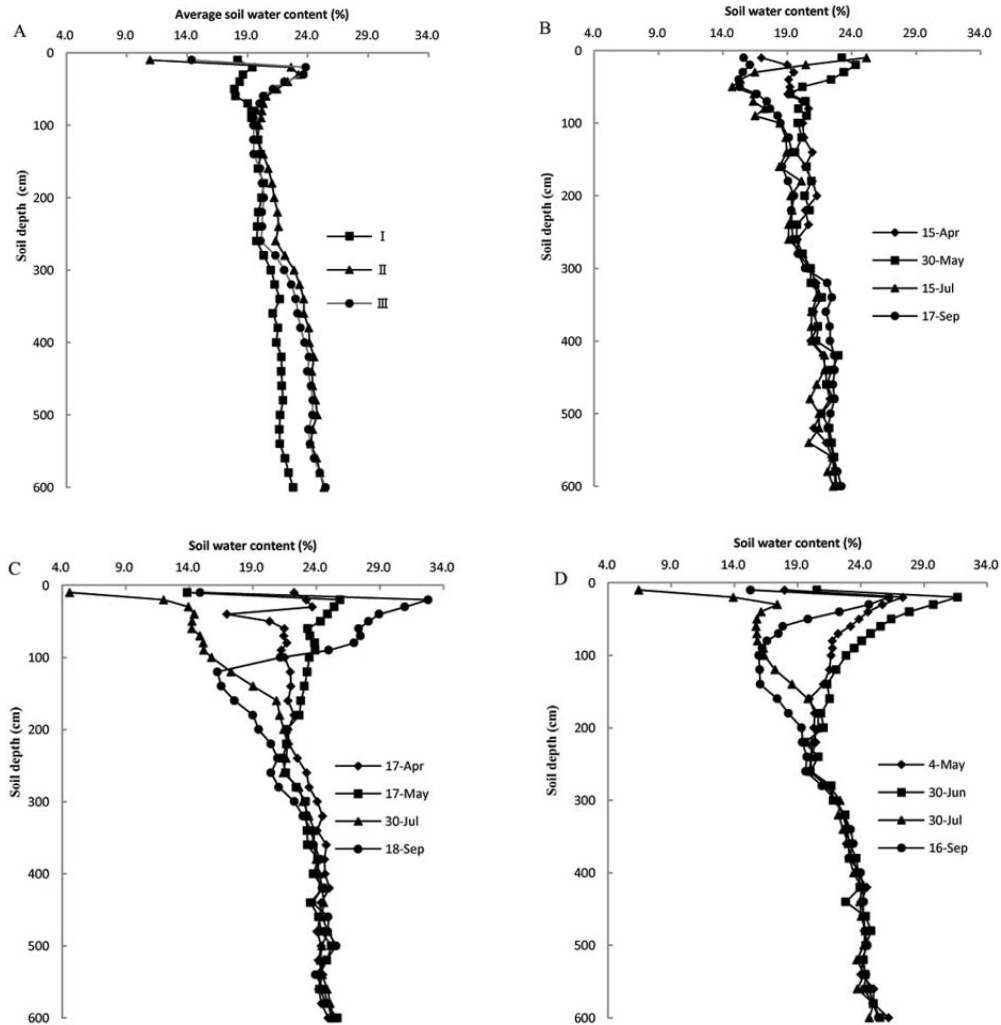 A
Average soil water content (%)
4.0 14.0 24.0 34.0
Soil depth (cm)
0
100
200
300
400
500
600
I
II
III
B
Soil water content (%)
4.0 9.0 14.0 19.0 24.0 29.0 34.0
Soil depth (cm)
0
100
200
300
400
500
600
15-Apr
30-May
15-Jul
17-Sep
C
Soil water content (%)
4.0 9.0 14.0 19.0 24.0 29.0 34.0
Soil depth (cm)
0
100
200
300
400
500
600
17-Apr
17-May
30-Jul
18-Sep
D
Soil water content (%)
4.0 9.0 14.0 19.0 24.0 29.0 34.0
Soil depth (cm)
0
100
200
300
400
500
600
4-May
30-Jun
30-Jul
16-Sep